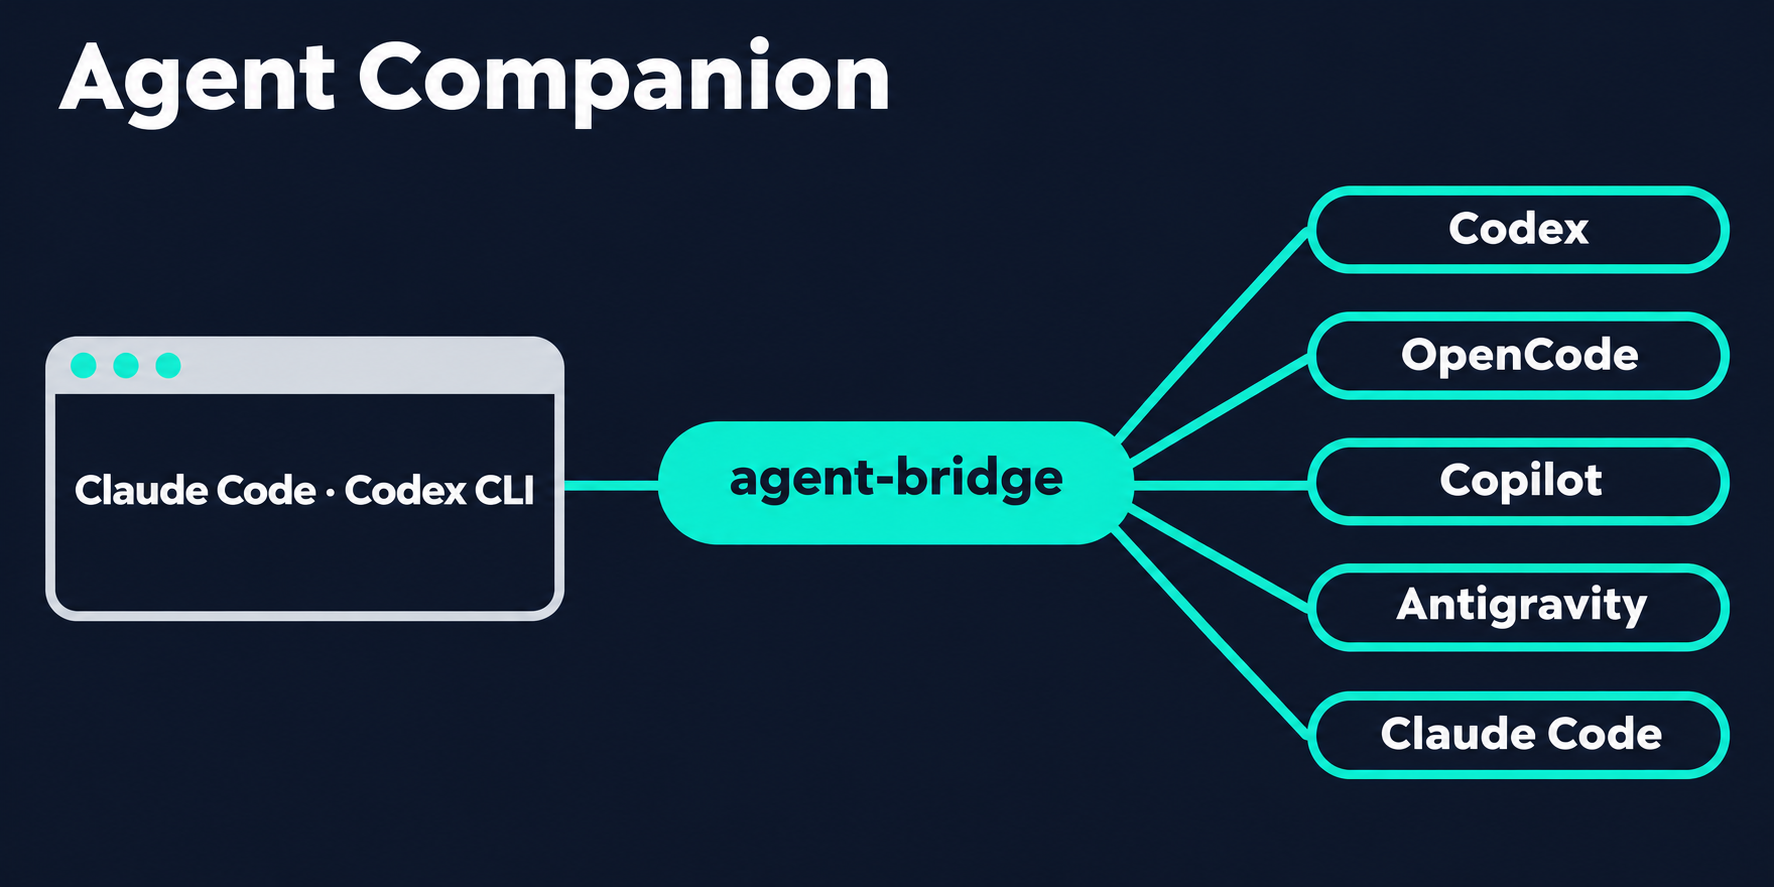 Agent Companion
Claude Code · Codex CLI
agent-bridge
Codex
OpenCode
Copilot
Antigravity
Claude Code